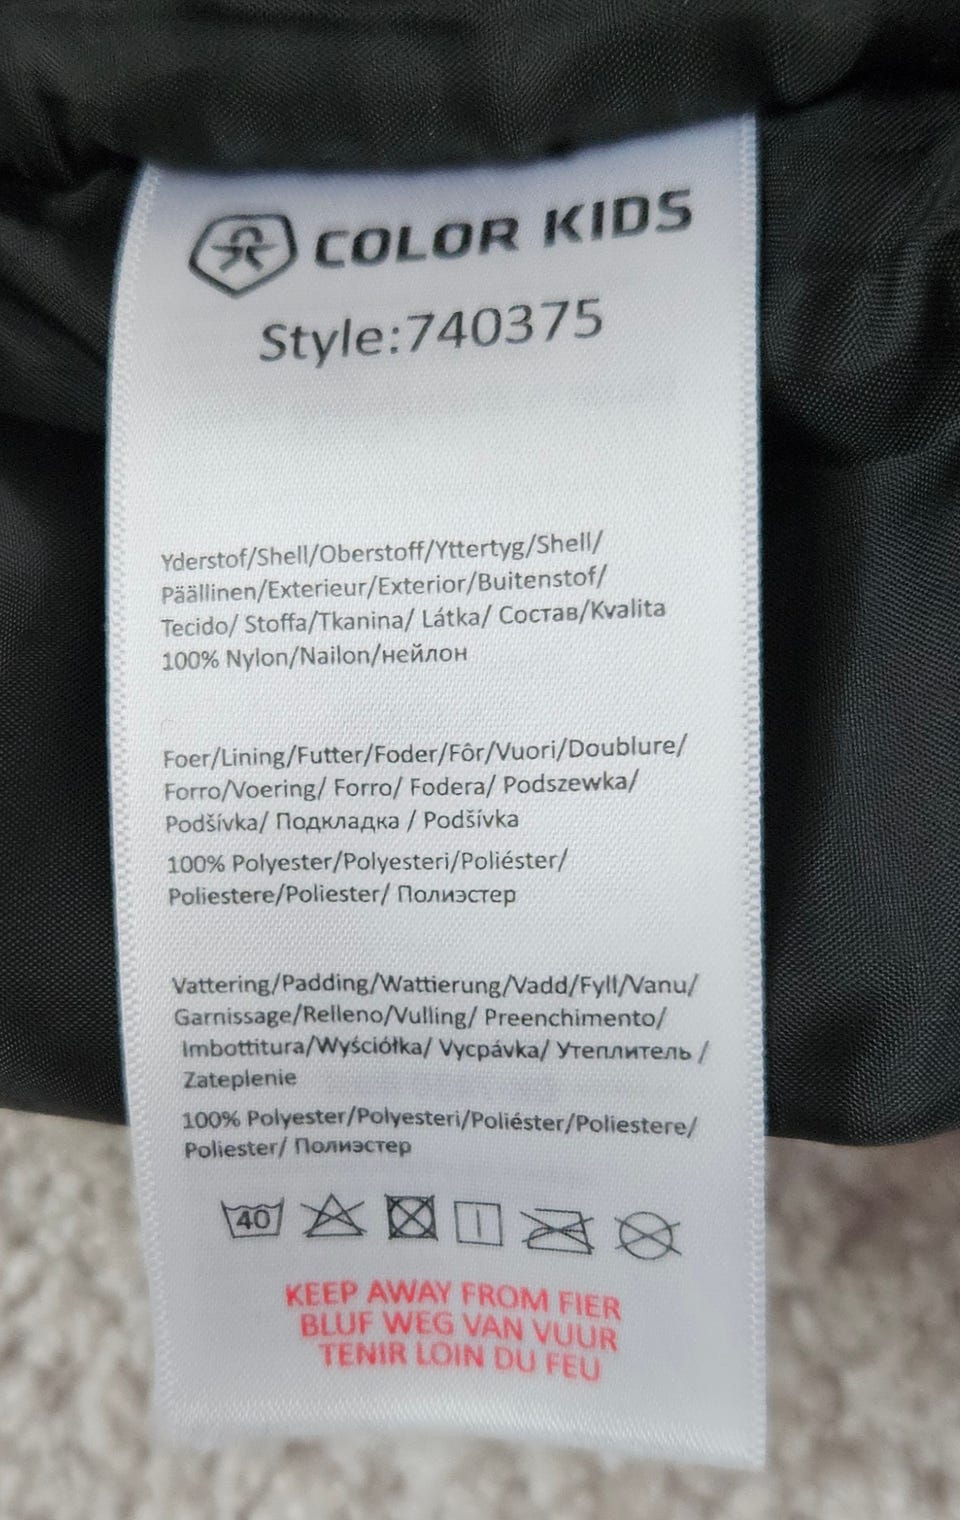 COLOR KIDS
Style:740375
Yderstof/Shell/Oberstoff/Yttertyg/Shell/
Päällinen/Exterieur/Exterior/Buitenstof/
Tecido/ Stoffa/Tkanina/ Látka/ Состав/Kvalita
100% Nylon/Nailon/нейлон
Foer/Lining/Futter/Foder/Fôr/Vuori/Doublure/
Forro/Voering/ Forro/ Fodera/ Podszewka/
Podšívka/ Подкладка / Podšívka
100% Polyester/Polyesteri/Poliéster/
Poliestere/Poliester/ Полиэстер
Vattering/Padding/Wattierung/Vadd/Fyll/Vanu/
Garnissage/Relleno/Vulling/ Preenchimento/
Imbottitura/Wyściółka/ Vycpávka/ Утеплитель /
Zateplenie
100% Polyester/Polyesteri/Poliéster/Poliestere/
Poliester/ Полиэстер
40
KEEP AWAY FROM FIER
BLUF WEG VAN VUUR
TENIR LOIN DU FEU